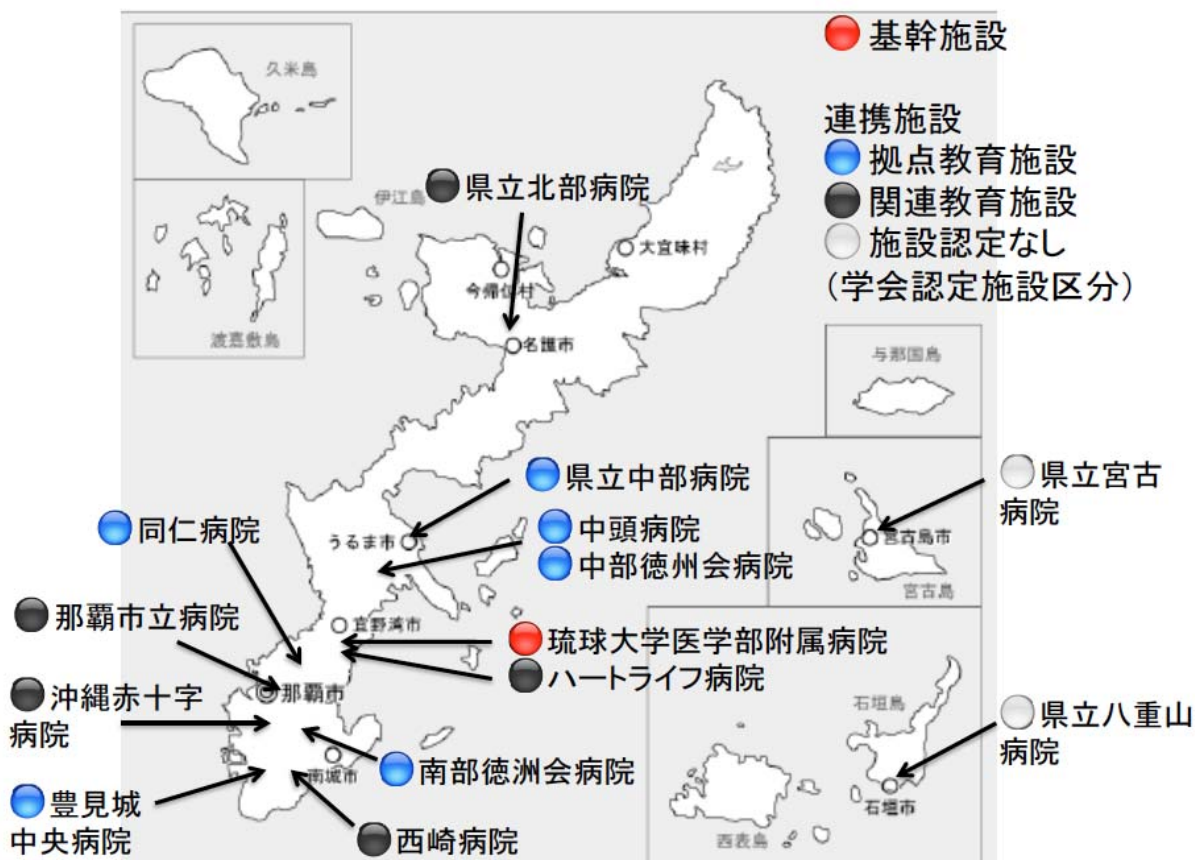 基幹施設
連携施設
拠点教育施設
関連教育施設
施設認定なし
(学会認定施設区分)
久米島
渡嘉敷島
伊江島
県立北部病院
大宜味村
今帰仁村
名護市
与那国島
県立中部病院
中頭病院
中部徳州会病院
うるま市
同仁病院
県立宮古
病院
宮古島市
宮古島
那覇市立病院
宜野湾市
琉球大学医学部附属病院
ハートライフ病院
沖縄赤十字
病院
那覇市
南部徳洲会病院
南城市
豊見城
中央病院
西崎病院
石垣島
県立八重山
病院
石垣市
西表島